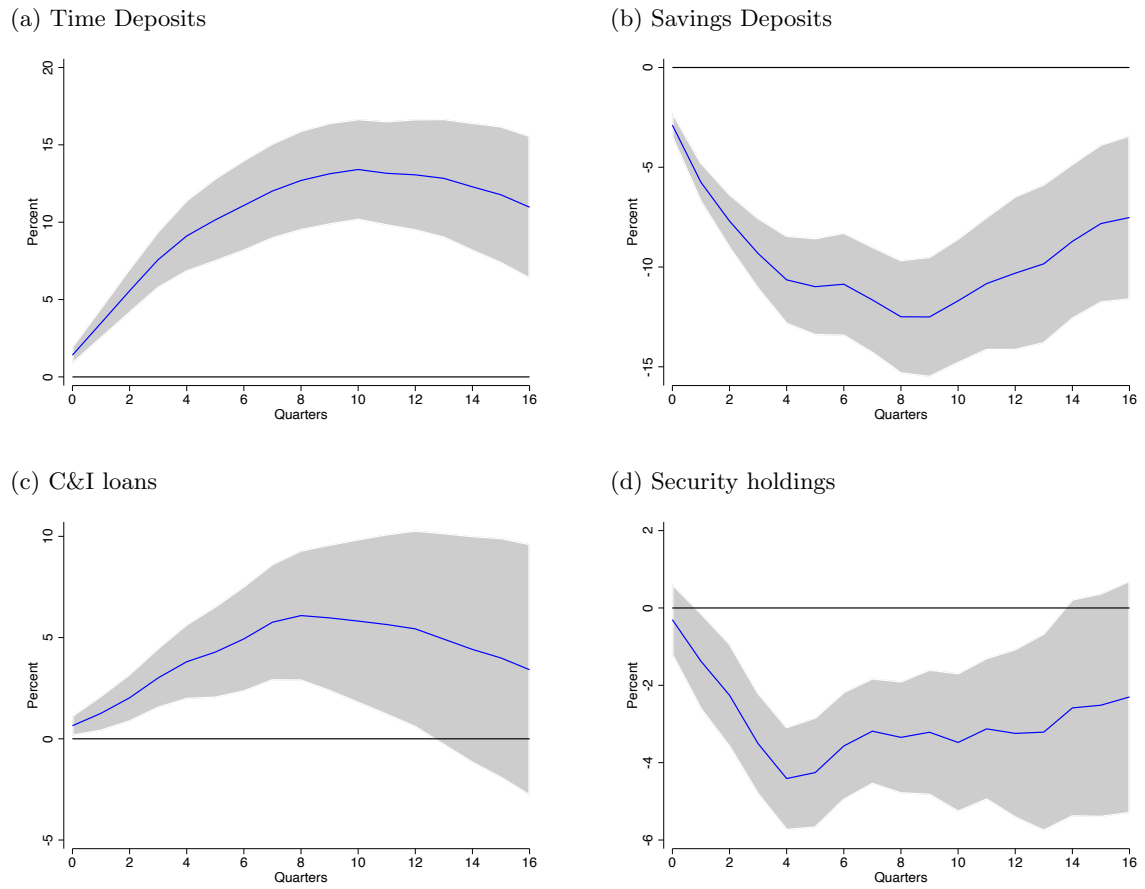 (a) Time Deposits
20
15
10
5
0
Percent
0 2 4 6 8 10 12 14 16
Quarters
(b) Savings Deposits
0
-5
-10
-15
Percent
0 2 4 6 8 10 12 14 16
Quarters
(c) C&I loans
10
5
0
-5
Percent
0 2 4 6 8 10 12 14 16
Quarters
(d) Security holdings
2
0
-2
-4
-6
Percent
0 2 4 6 8 10 12 14 16
Quarters